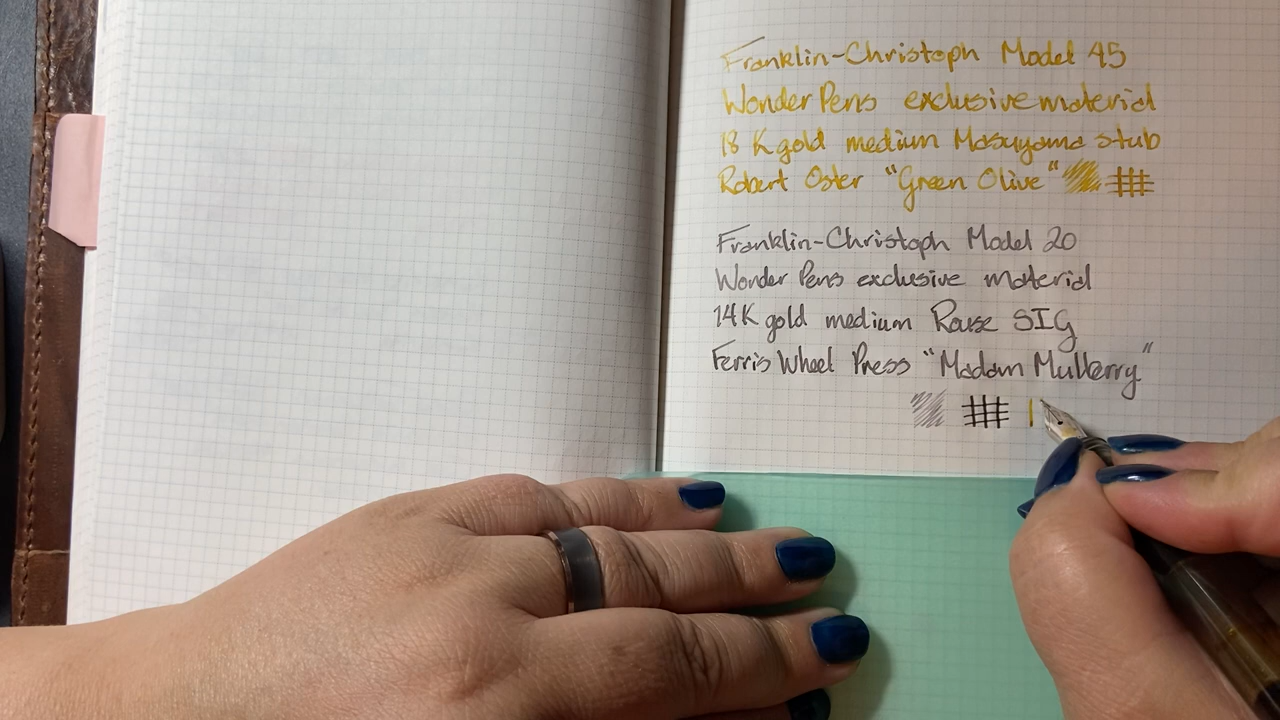 Franklin-Christoph Model 45
Wonder Pens exclusive material
18 K gold medium Masuyama stub
Robert Oster "Green Olive"
Franklin-Christoph Model 20
Wonder Pens exclusive material
14K gold medium Rouse SIG
Ferris Wheel Press "Madam Mulberry"